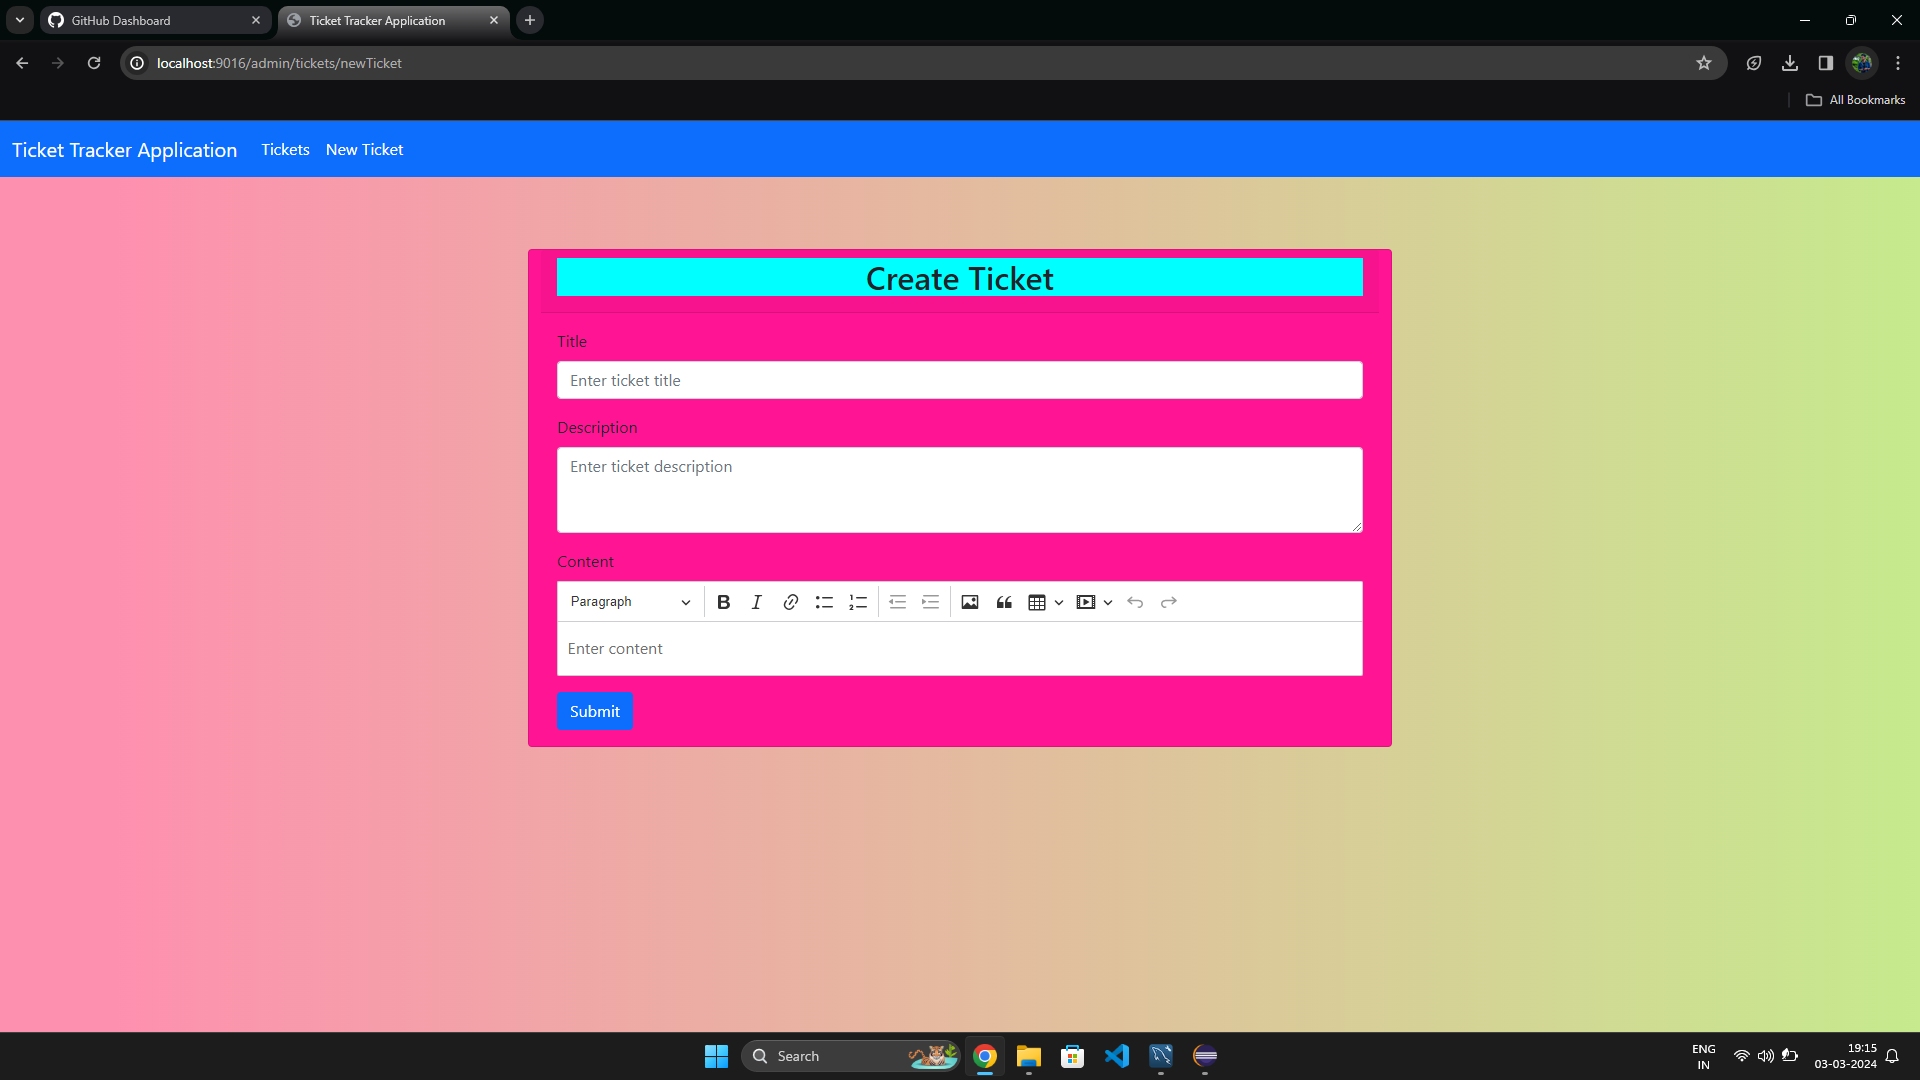 GitHub Dashboard
Ticket Tracker Application
localhost:9016/admin/tickets/newTicket
All Bookmarks
Ticket Tracker Application Tickets New Ticket
Create Ticket
Title
Enter ticket title
Description
Enter ticket description
Content
Paragraph
Enter content
Submit
Search
ENG
IN
19:15
03-03-2024